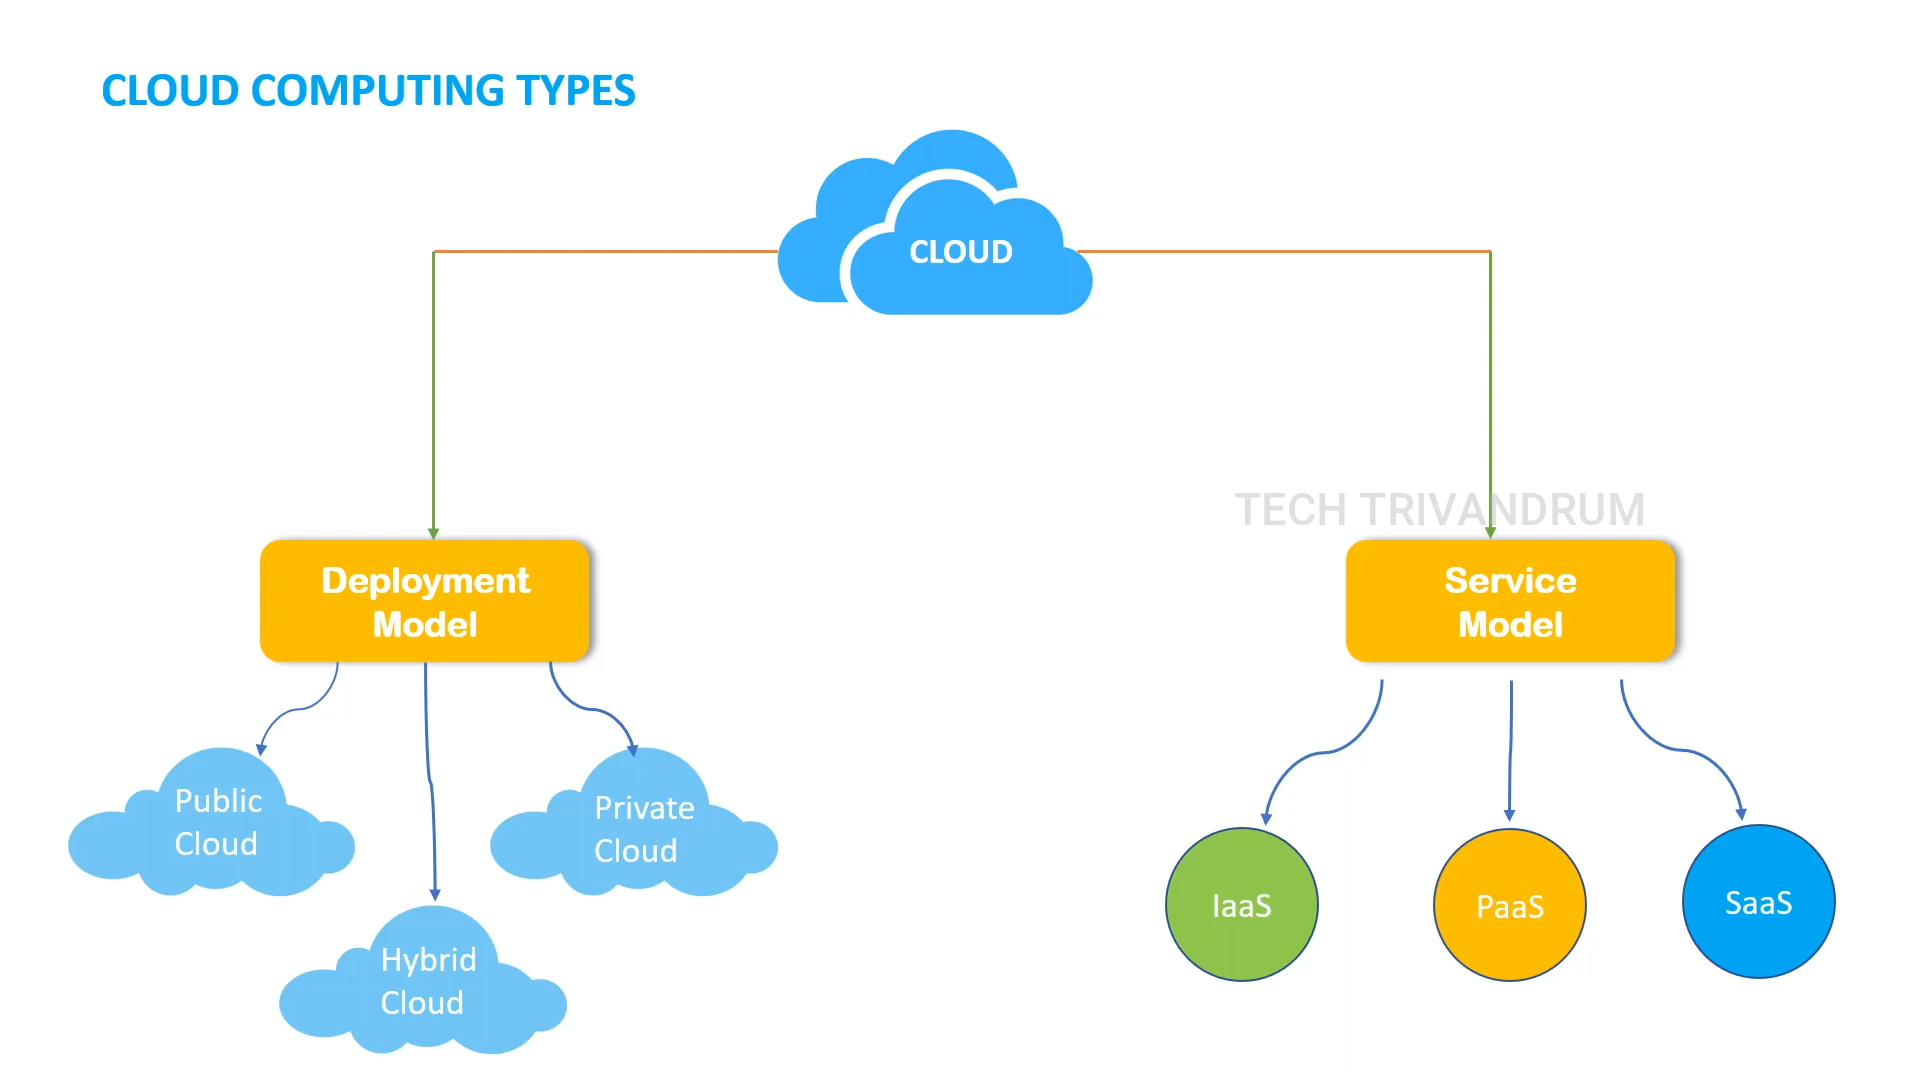 CLOUD COMPUTING TYPES
CLOUD
TECH TRIVANDRUM
Deployment
Model
Service
Model
Public
Cloud
Private
Cloud
Hybrid
Cloud
IaaS
PaaS
SaaS